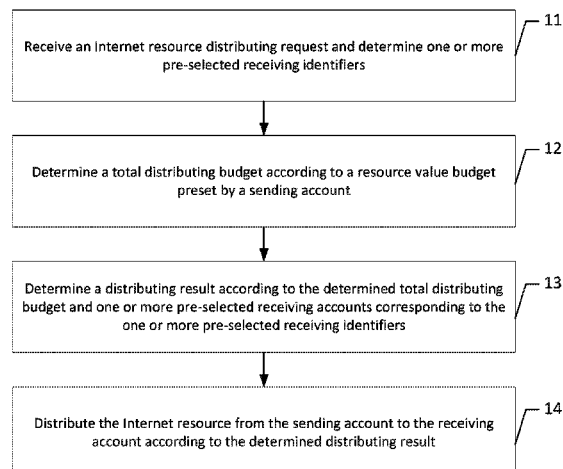 11
Receive an Internet resource distributing request and determine one or more
pre-selected receiving identifiers
12
Determine a total distributing budget according to a resource value budget
preset by a sending account
13
Determine a distributing result according to the determined total distributing
budget and one or more pre-selected receiving accounts corresponding to the
one or more pre-selected receiving identifiers
14
Distribute the Internet resource from the sending account to the receiving
account according to the determined distributing result